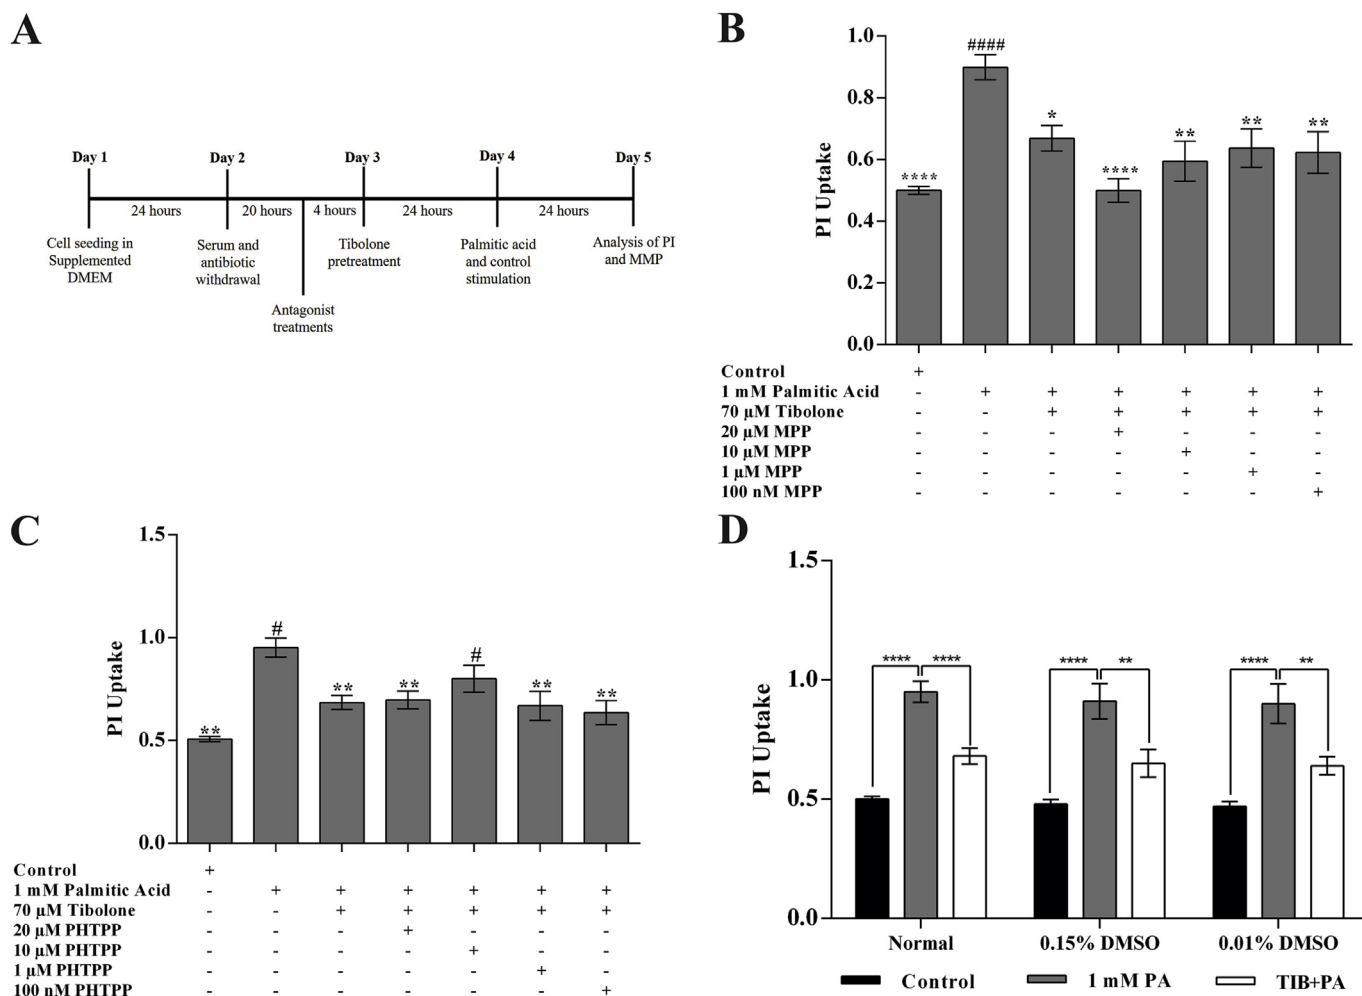 A
Day 1 Day 2 Day 3 Day 4 Day 5
24 hours 20 hours 4 hours 24 hours 24 hours
Cell seeding in
Supplemented
DMEM
Serum and
antibiotic
withdrawal
Antagonist
treatments
Tibolone
pretreatment
Palmitic acid
and control
stimulation
Analysis of PI
and MMP
B
PI Uptake
1.0
0.8
0.6
0.4
0.2
0.0
**** #### * **** ** ** **
Control +
1 mM Palmitic Acid - + + + + + +
70 µM Tibolone - - + + + + +
20 µM MPP - - - + - - -
10 µM MPP - - - - + - -
1 µM MPP - - - - - + -
100 nM MPP - - - - - - +
C
PI Uptake
1.5
1.0
0.5
0.0
** # ** ** # ** **
Control +
1 mM Palmitic Acid - + + + + + +
70 µM Tibolone - - + + + + +
20 µM PHTPP - - - + - - -
10 µM PHTPP - - - - + - -
1 µM PHTPP - - - - - + -
100 nM PHTPP - - - - - - +
D
PI Uptake
1.5
1.0
0.5
0.0
**** **** **** ** **** **
Normal 0.15% DMSO 0.01% DMSO
Control 1 mM PA TIB+PA